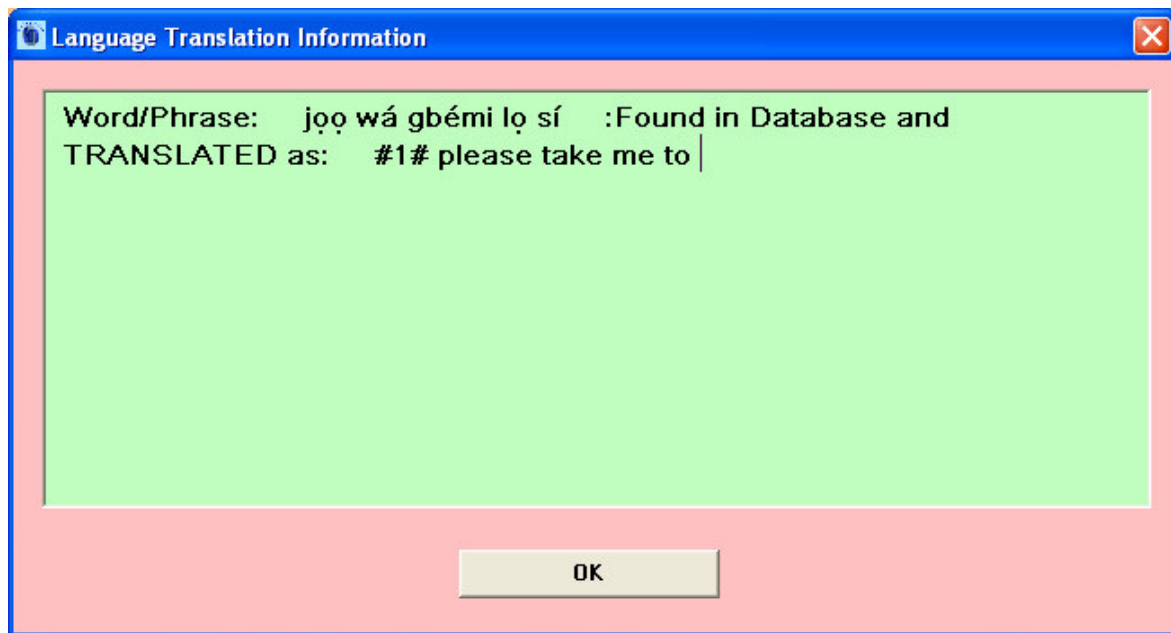 Language Translation Information
Word/Phrase: jọọ wá gbémi lọ sí :Found in Database and
TRANSLATED as: #1# please take me to
OK